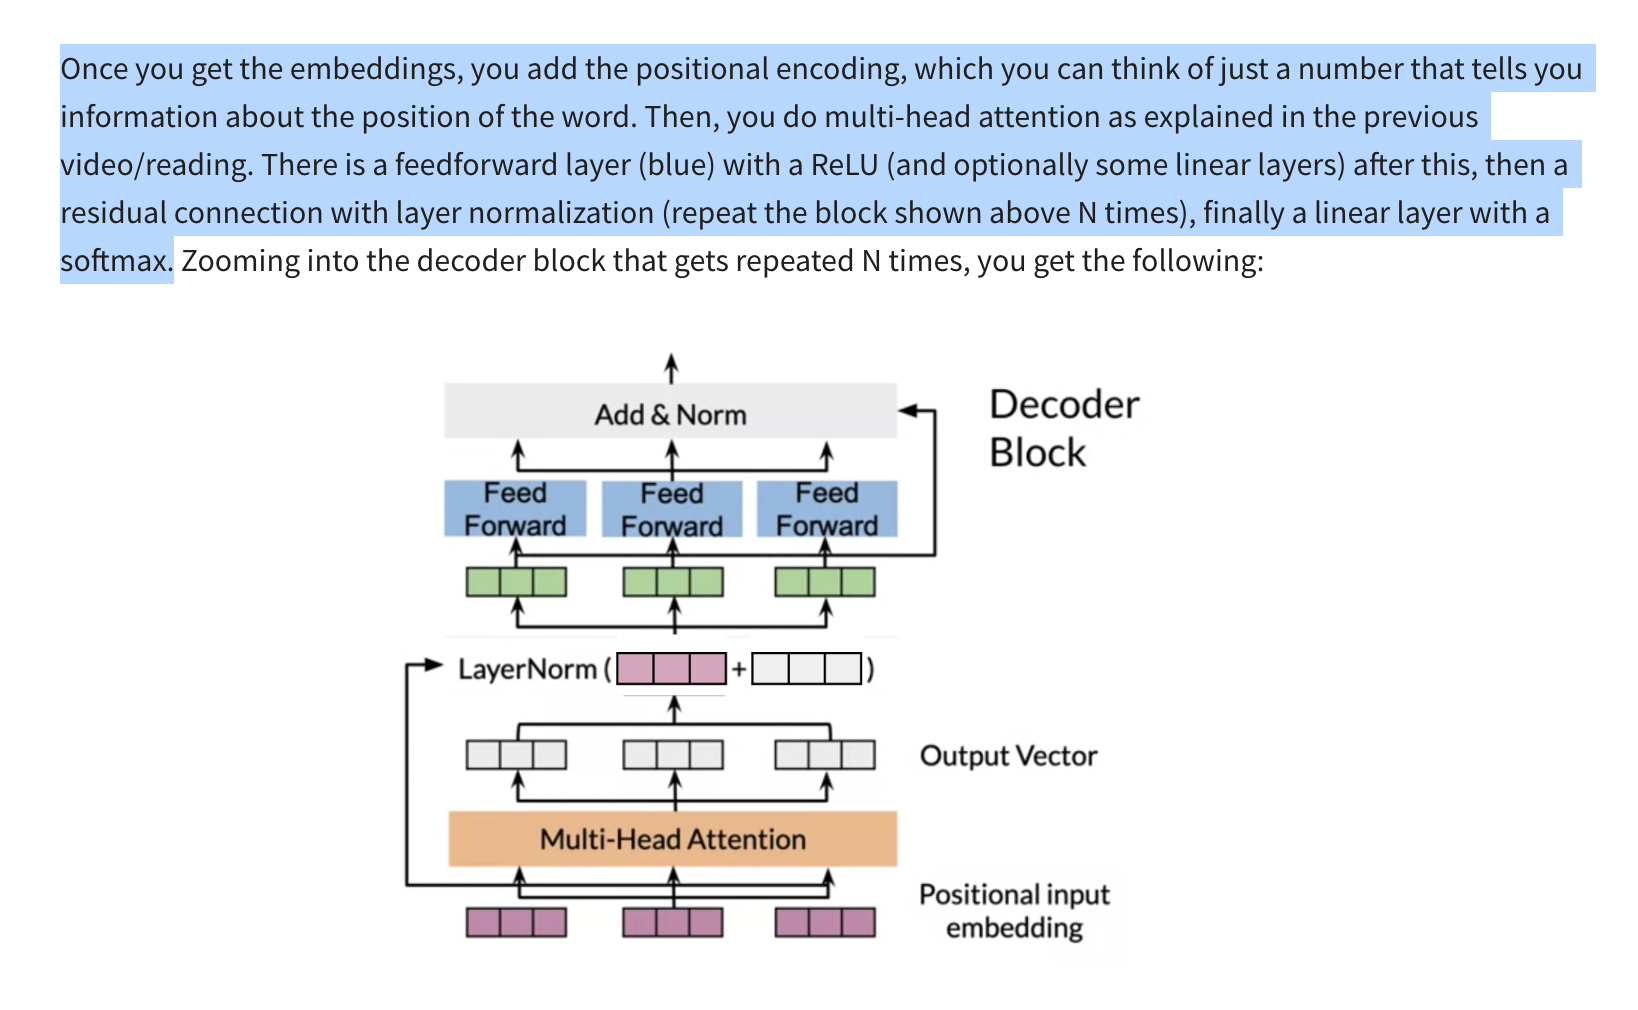 Once you get the embeddings, you add the positional encoding, which you can think of just a number that tells you
information about the position of the word. Then, you do multi-head attention as explained in the previous
video/reading. There is a feedforward layer (blue) with a ReLU (and optionally some linear layers) after this, then a
residual connection with layer normalization (repeat the block shown above N times), finally a linear layer with a
softmax. Zooming into the decoder block that gets repeated N times, you get the following:
Add & Norm
Decoder
Block
Feed
Forward
Feed
Forward
Feed
Forward
LayerNorm ( + )
Output Vector
Multi-Head Attention
Positional input
embedding